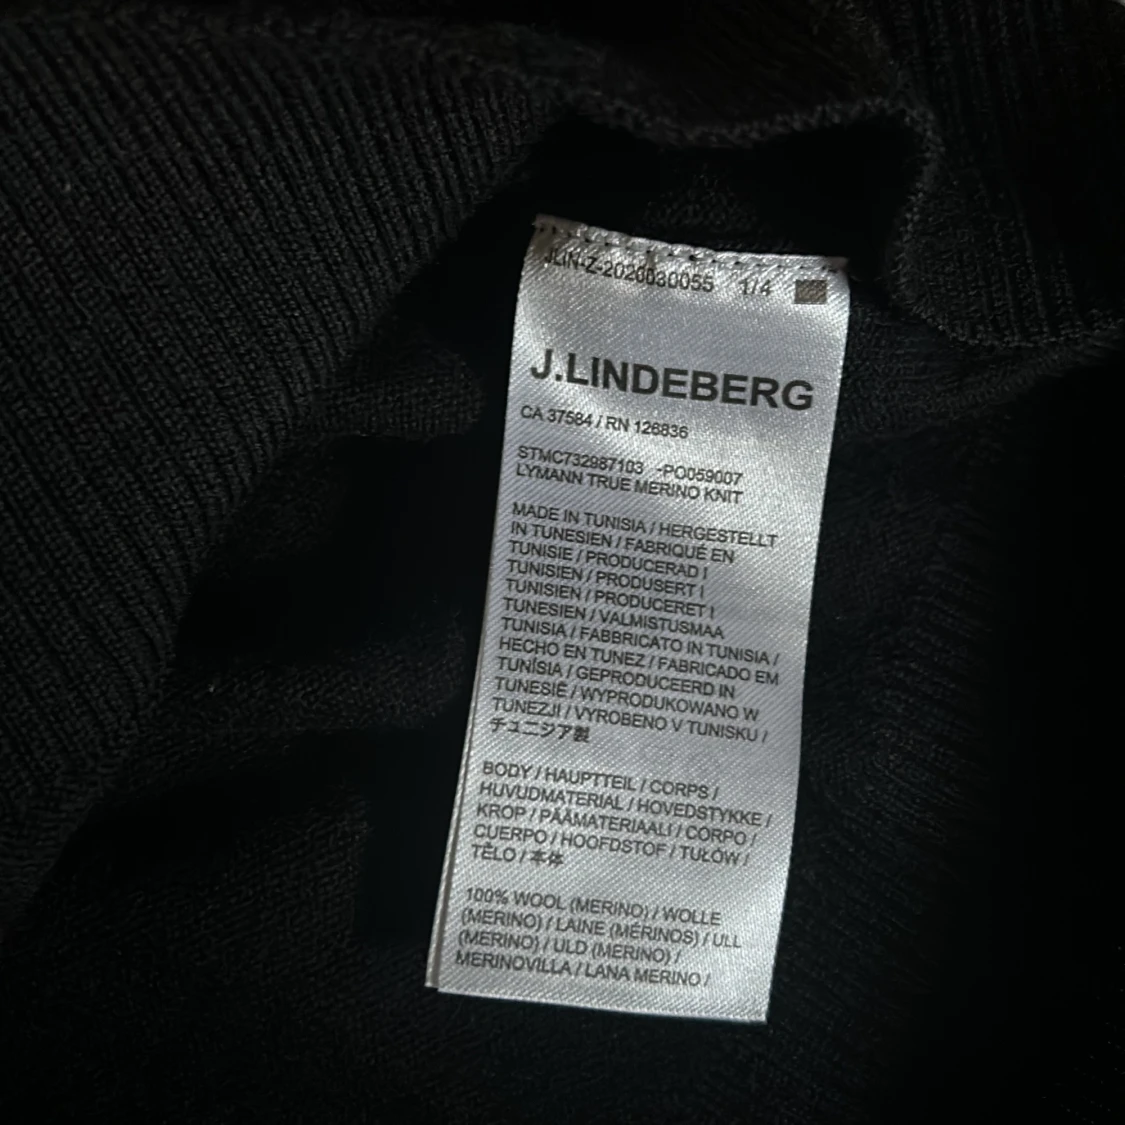 JLIN-Z-2020030055 1/4
J.LINDEBERG
CA 37584 / RN 126836
STMC732987103 -PO059007
LYMANN TRUE MERINO KNIT
MADE IN TUNISIA / HERGESTELLT
IN TUNESIEN / FABRIQUÉ EN
TUNISIE / PRODUCERAD I
TUNISIEN / PRODUSERT I
TUNISIEN / PRODUCERET I
TUNESIEN / VALMISTUSMAA
TUNISIA / FABBRICATO IN TUNISIA /
HECHO EN TUNEZ / FABRICADO EM
TUNÍSIA / GEPRODUCEERD IN
TUNESIË / WYPRODUKOWANO W
TUNEZJI / VYROBENO V TUNISKU /
チュニジア製
BODY / HAUPTTEIL / CORPS /
HUVUDMATERIAL / HOVEDSTYKKE /
KROP / PÄÄMATERIAALI / CORPO /
CUERPO / HOOFDSTOF / TUŁÓW /
TĚLO / 本体
100% WOOL (MERINO) / WOLLE
(MERINO) / LAINE (MÉRINOS) / ULL
(MERINO) / ULD (MERINO) /
MERINOVILLA / LANA MERINO /